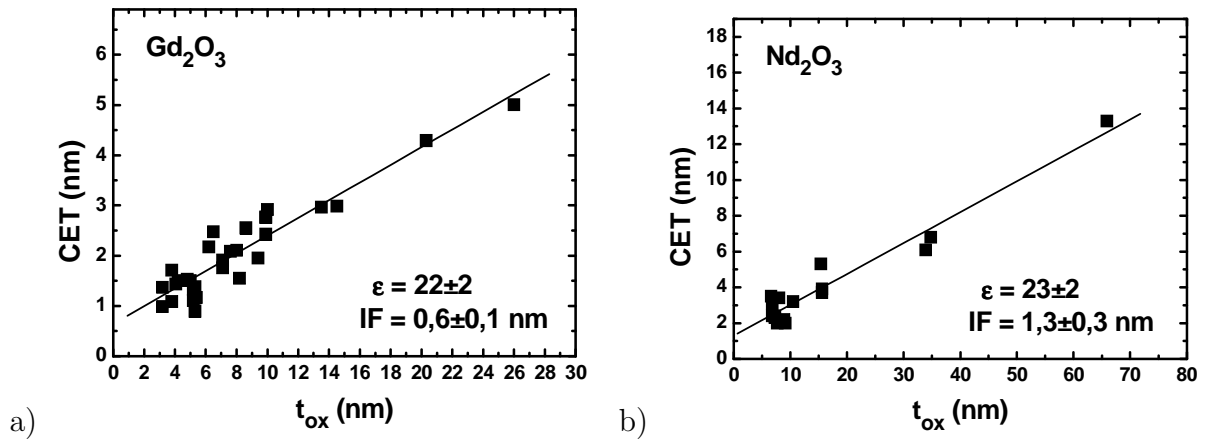 Gd₂O₃
CET (nm)
6
5
4
3
2
1
0
ε = 22±2
IF = 0,6±0,1 nm
0 2 4 6 8 10 12 14 16 18 20 22 24 26 28 30
t_ox (nm)
a)
Nd₂O₃
CET (nm)
18
16
14
12
10
8
6
4
2
0
ε = 23±2
IF = 1,3±0,3 nm
0 10 20 30 40 50 60 70 80
t_ox (nm)
b)